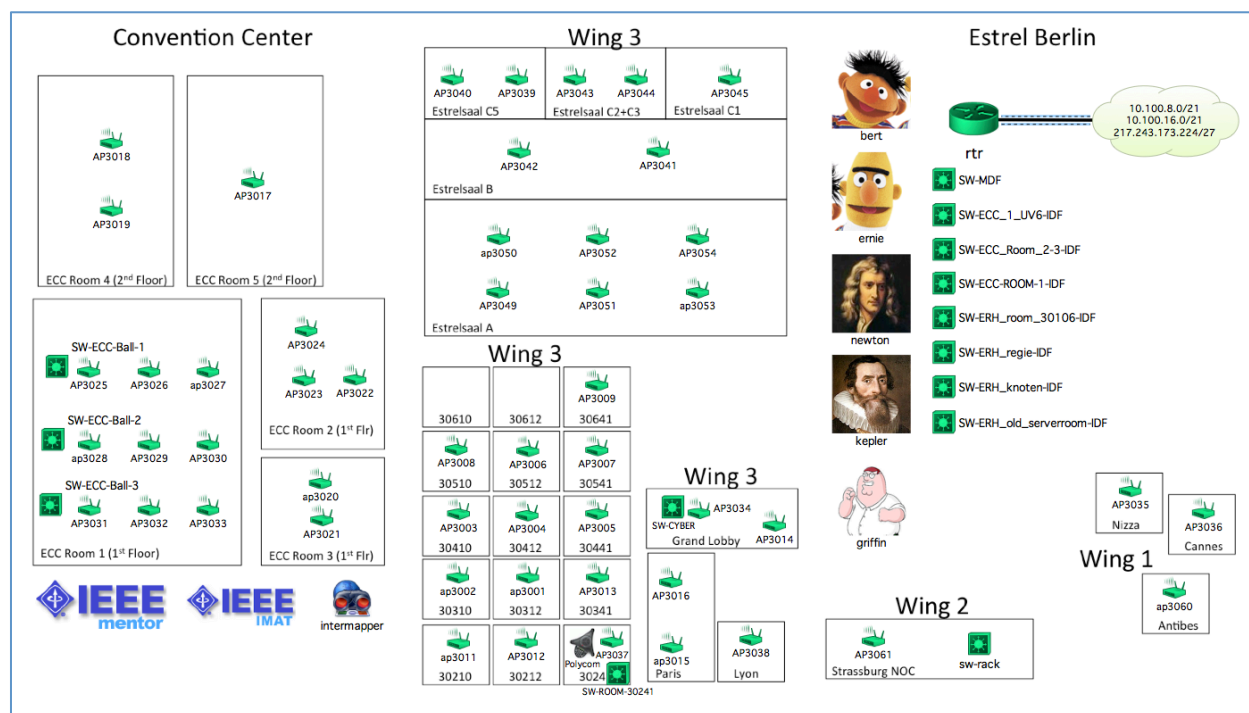 Convention Center
Wing 3
Estrel Berlin
AP3018
AP3019
ECC Room 4 (2nd Floor)
AP3017
ECC Room 5 (2nd Floor)
AP3040
AP3039
Estrelsaal C5
AP3043
AP3044
Estrelsaal C2+C3
AP3045
Estrelsaal C1
AP3042
AP3041
Estrelsaal B
ap3050
AP3052
AP3054
AP3049
AP3051
ap3053
Estrelsaal A
bert
ernie
newton
kepler
griffin
rtr
10.100.8.0/21
10.100.16.0/21
217.243.173.224/27
SW-MDF
SW-ECC_1_UV6-IDF
SW-ECC_Room_2-3-IDF
SW-ECC-ROOM-1-IDF
SW-ERH_room_30106-IDF
SW-ERH_regie-IDF
SW-ERH_knoten-IDF
SW-ERH_old_serverroom-IDF
SW-ECC-Ball-1
AP3025
AP3026
ap3027
SW-ECC-Ball-2
ap3028
AP3029
AP3030
SW-ECC-Ball-3
AP3031
AP3032
AP3033
ECC Room 1 (1st Floor)
AP3024
AP3023
AP3022
ECC Room 2 (1st Flr)
ap3020
AP3021
ECC Room 3 (1st Flr)
IEEE
mentor
IEEE
IMAT
intermapper
Wing 3
30610
30612
AP3009
30641
AP3008
30510
AP3006
30512
AP3007
30541
AP3003
30410
AP3004
30412
AP3005
30441
ap3002
30310
ap3001
30312
AP3013
30341
ap3011
30210
AP3012
30212
Polycom
AP3037
3024
SW-ROOM-30241
Wing 3
SW-CYBER
AP3034
AP3014
Grand Lobby
AP3016
ap3015
Paris
AP3038
Lyon
Wing 2
AP3061
sw-rack
Strassburg NOC
AP3035
Nizza
AP3036
Cannes
Wing 1
ap3060
Antibes